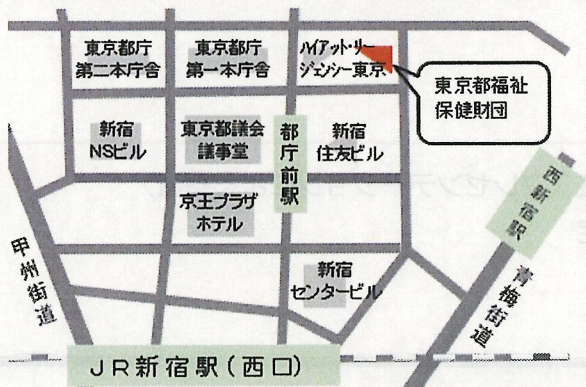 東京都庁
第二本庁舎
東京都庁
第一本庁舎
ハイアット・リー
ジェンシー東京
東京都福祉
保健財団
新宿
NSビル
東京都議会
議事堂
都庁前駅
新宿
住友ビル
西新宿駅
京王プラザ
ホテル
甲州街道
新宿
センタービル
青梅街道
JR新宿駅(西口)